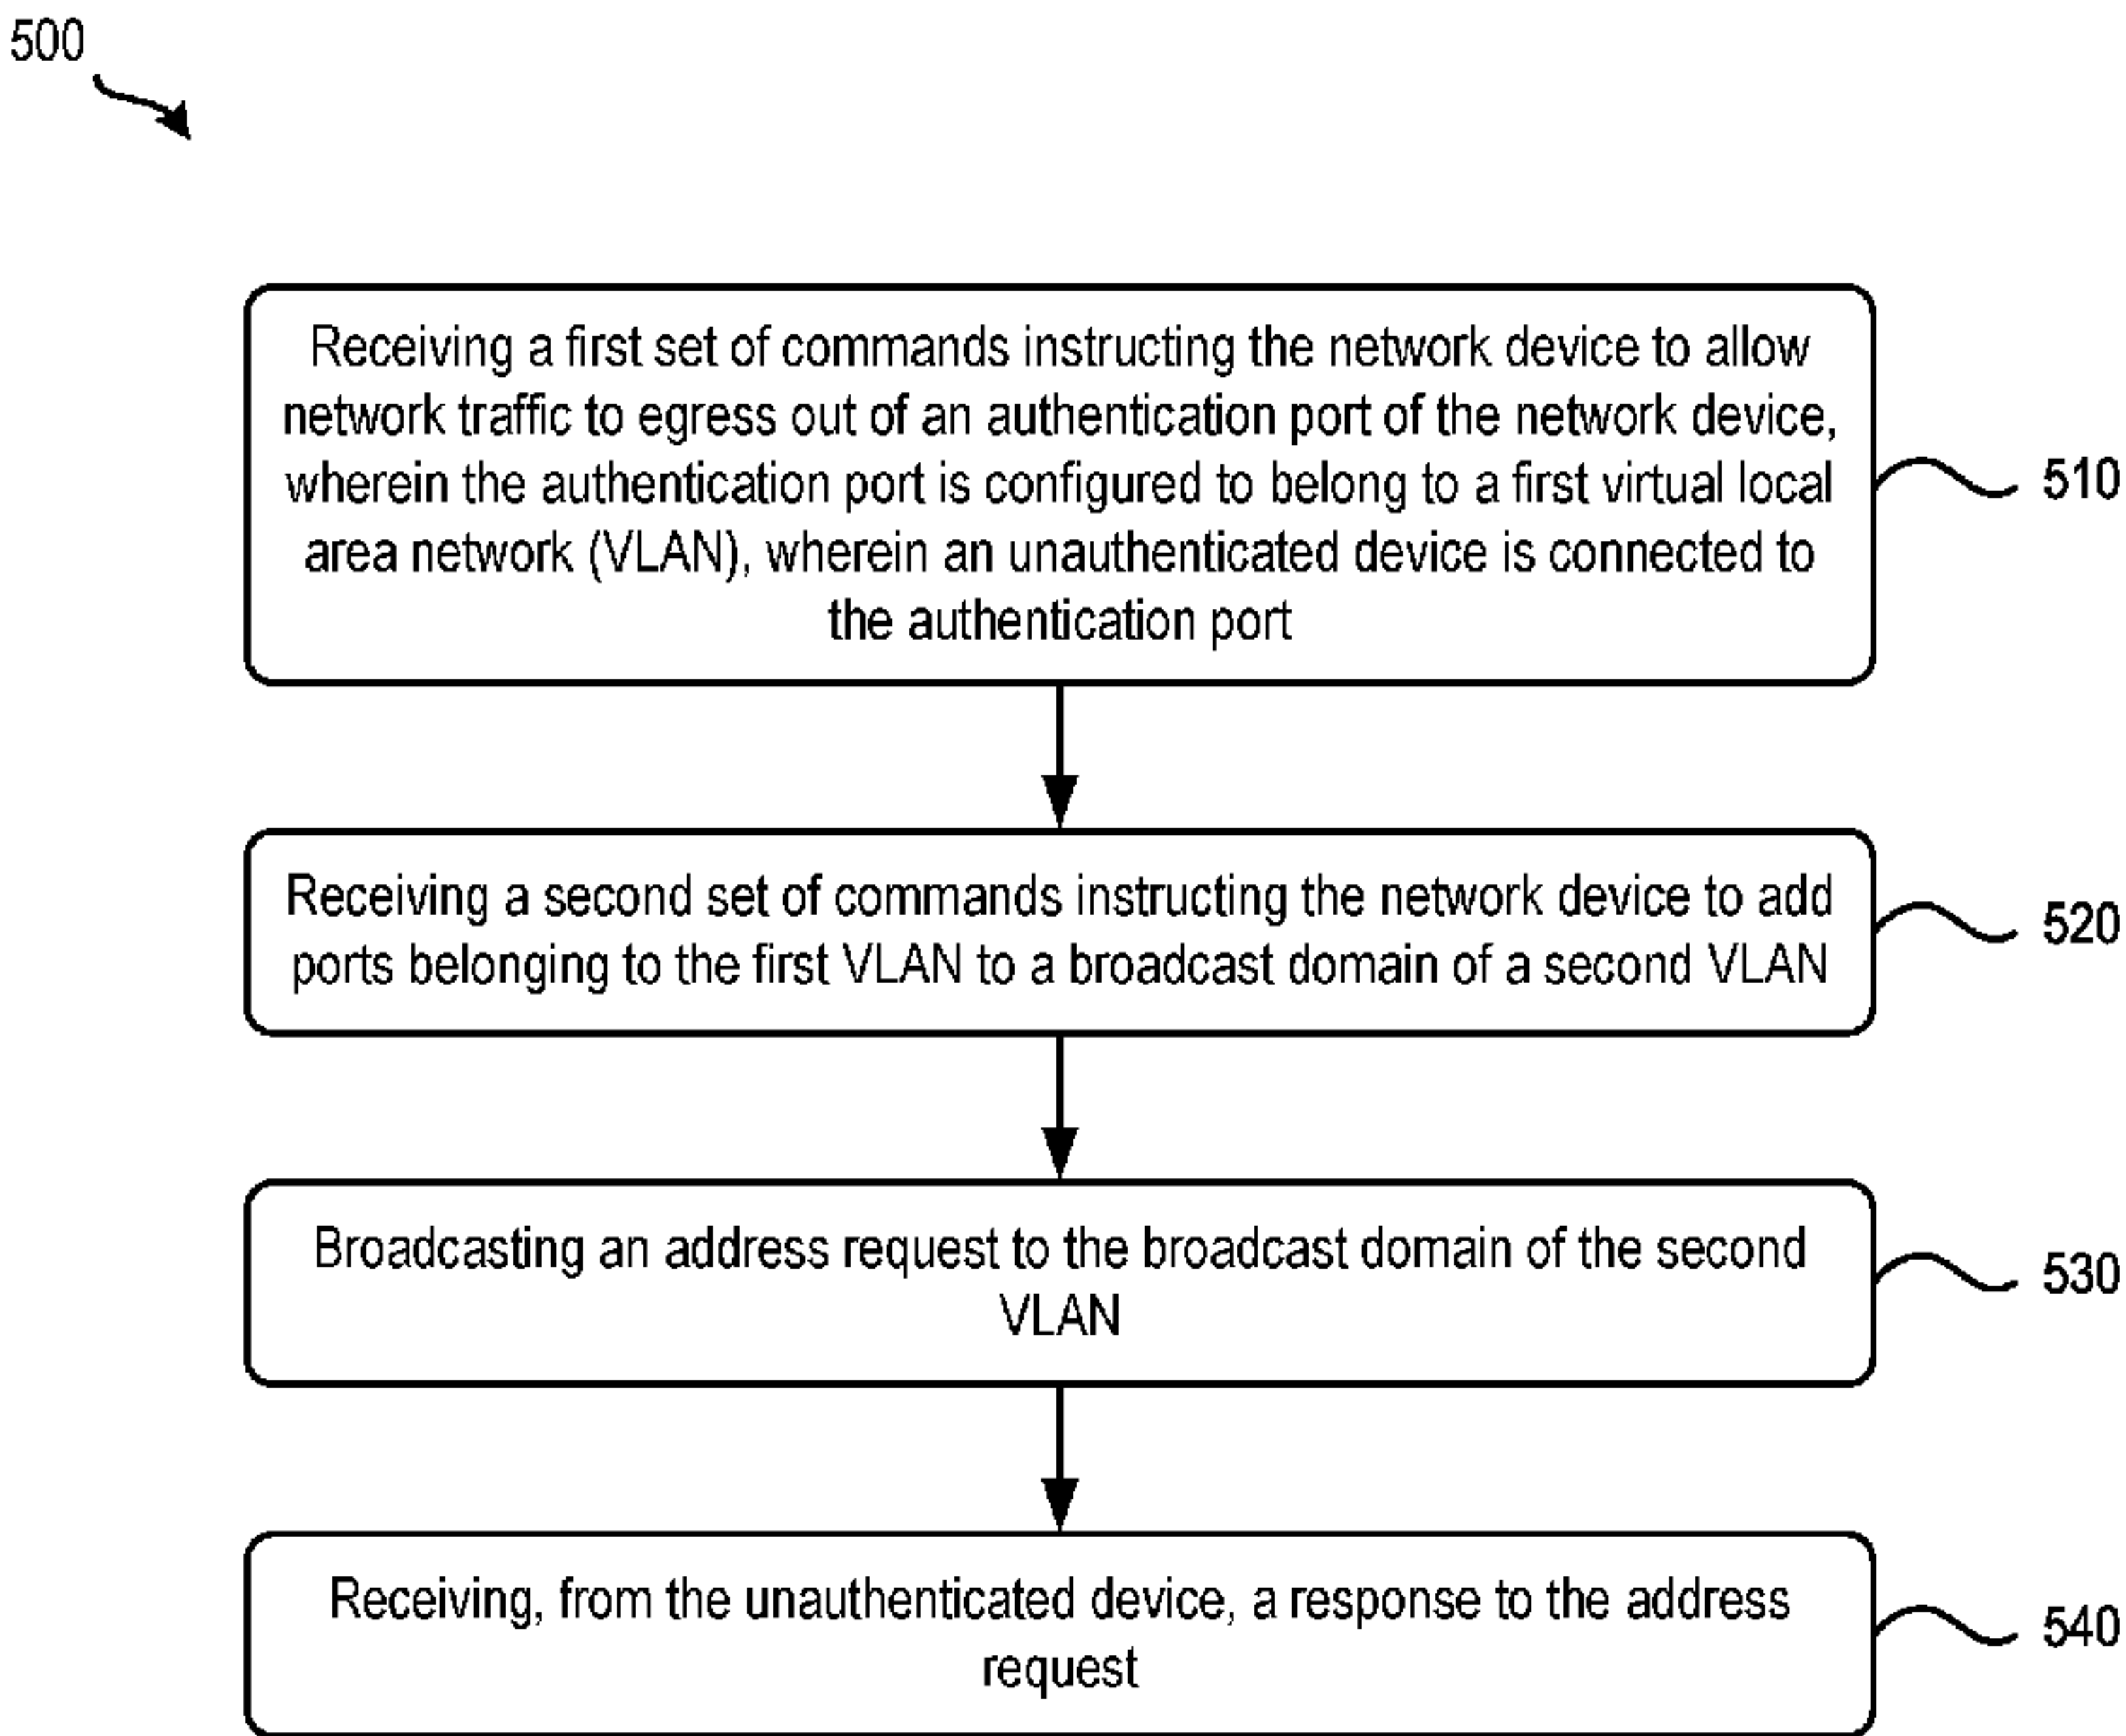 500
Receiving a first set of commands instructing the network device to allow
network traffic to egress out of an authentication port of the network device,
wherein the authentication port is configured to belong to a first virtual local
area network (VLAN), wherein an unauthenticated device is connected to
the authentication port
510
Receiving a second set of commands instructing the network device to add
ports belonging to the first VLAN to a broadcast domain of a second VLAN
520
Broadcasting an address request to the broadcast domain of the second
VLAN
530
Receiving, from the unauthenticated device, a response to the address
request
540